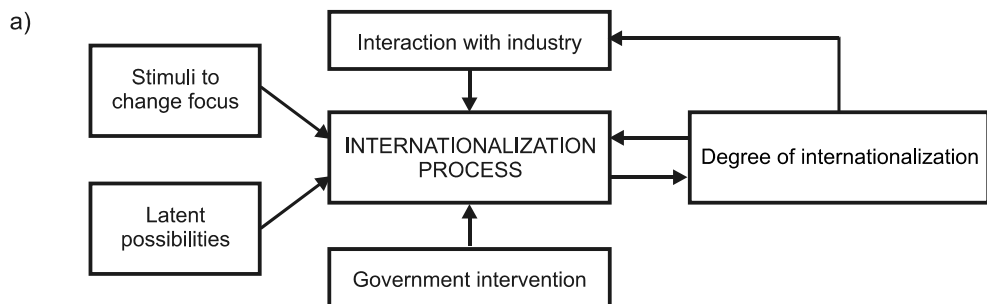 a)
Interaction with industry
Stimuli to
change focus
INTERNATIONALIZATION
PROCESS
Degree of internationalization
Latent
possibilities
Government intervention